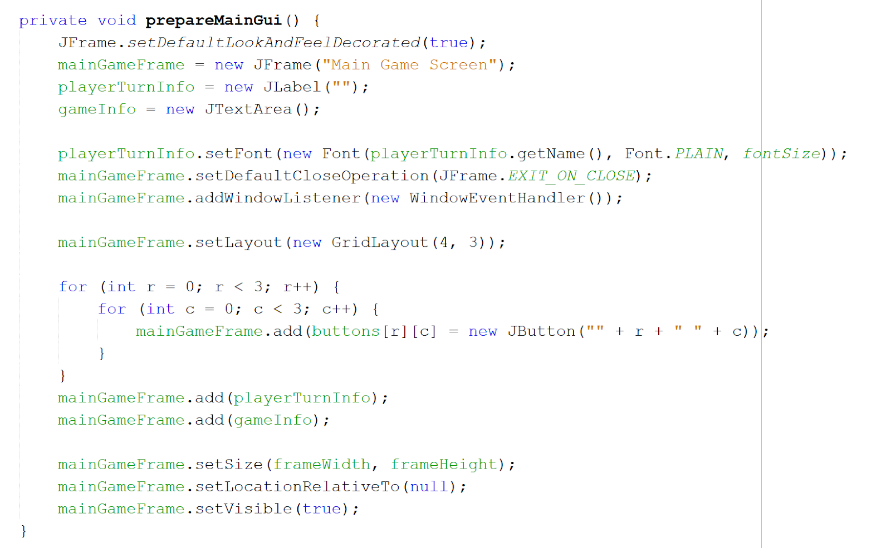 private void prepareMainGui() {
    JFrame.setDefaultLookAndFeelDecorated(true);
    mainGameFrame = new JFrame("Main Game Screen");
    playerTurnInfo = new JLabel("");
    gameInfo = new JTextArea();
    playerTurnInfo.setFont(new Font(playerTurnInfo.getName(), Font.PLAIN, fontSize));
    mainGameFrame.setDefaultCloseOperation(JFrame.EXIT_ON_CLOSE);
    mainGameFrame.addWindowListener(new WindowEventHandler());
    mainGameFrame.setLayout(new GridLayout(4, 3));
    for (int r = 0; r < 3; r++) {
        for (int c = 0; c < 3; c++) {
            mainGameFrame.add(buttons[r][c] = new JButton("" + r + " " + c));
        }
    }
    mainGameFrame.add(playerTurnInfo);
    mainGameFrame.add(gameInfo);
    mainGameFrame.setSize(frameWidth, frameHeight);
    mainGameFrame.setLocationRelativeTo(null);
    mainGameFrame.setVisible(true);
}